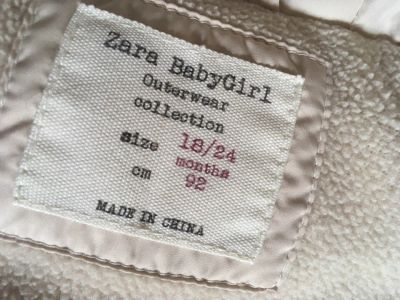 Zara BabyGirl
Outerwear
collection
size 18/24
months
cm 92
MADE IN CHINA